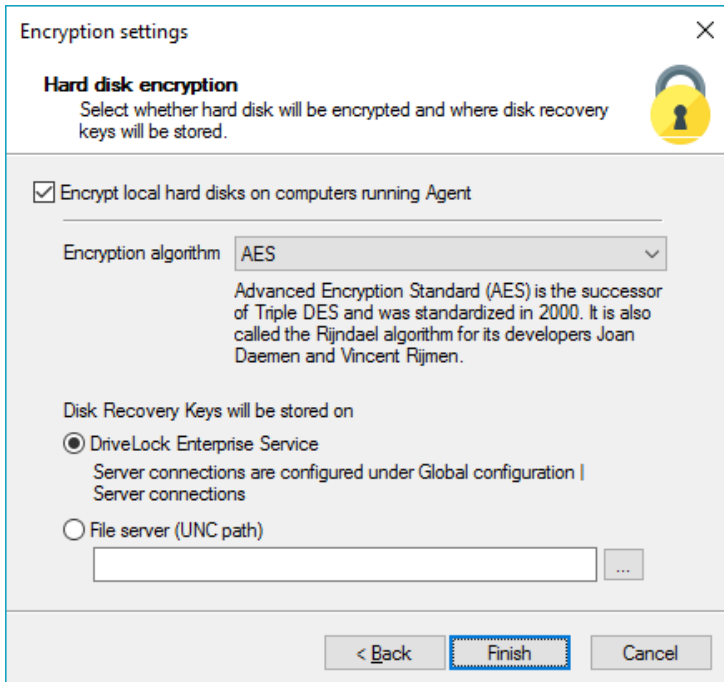 Encryption settings
Hard disk encryption
Select whether hard disk will be encrypted and where disk recovery
keys will be stored.
Encrypt local hard disks on computers running Agent
Encryption algorithm AES
Advanced Encryption Standard (AES) is the successor
of Triple DES and was standardized in 2000. It is also
called the Rijndael algorithm for its developers Joan
Daemen and Vincent Rijmen.
Disk Recovery Keys will be stored on
DriveLock Enterprise Service
Server connections are configured under Global configuration |
Server connections
File server (UNC path)
...
< Back Finish Cancel